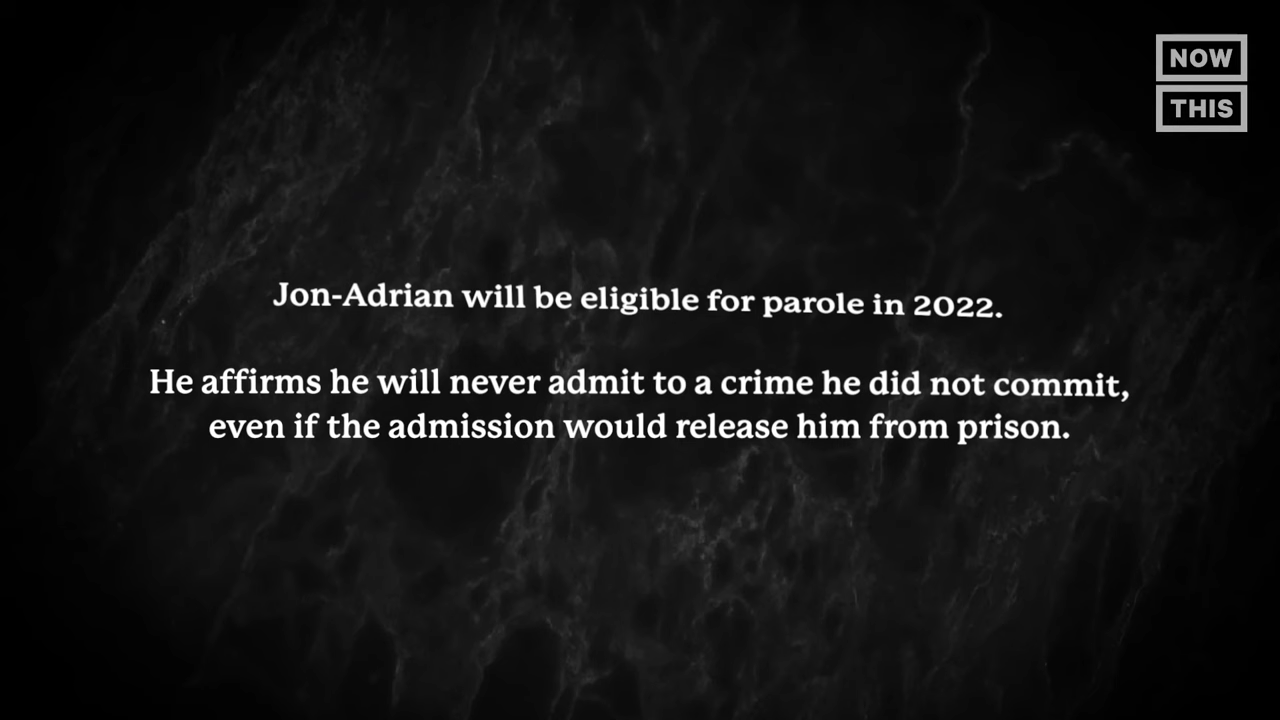 NOW
THIS
Jon-Adrian will be eligible for parole in 2022.
He affirms he will never admit to a crime he did not commit,
even if the admission would release him from prison.